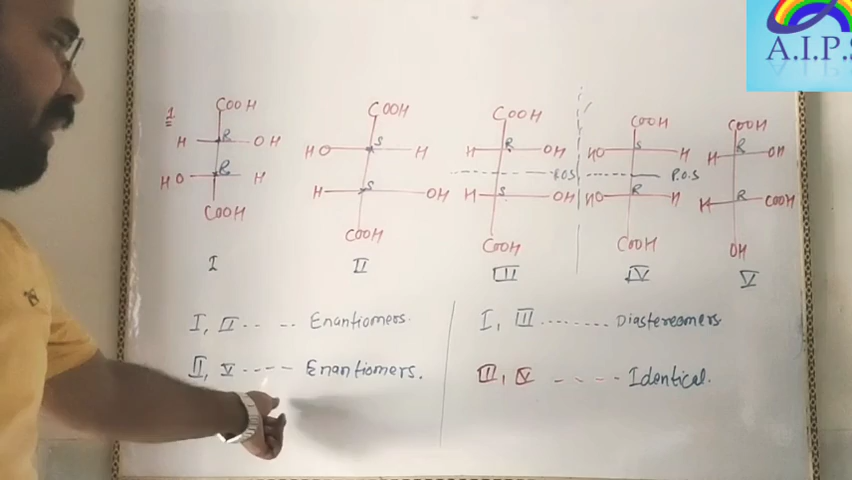 A.I.P.S
1
COOH
H R OH
HO R H
COOH
I
COOH
HO S H
H S OH
COOH
II
COOH
H R OH
P.O.S
H S OH
COOH
III
COOH
HO S H
P.O.S
HO R H
COOH
IV
COOH
H R OH
H R COOH
OH
V
I, II .. .. Enantiomers.
II, V ---- Enantiomers.
I, III ........ Diastereomers
III, IV ---- Identical.